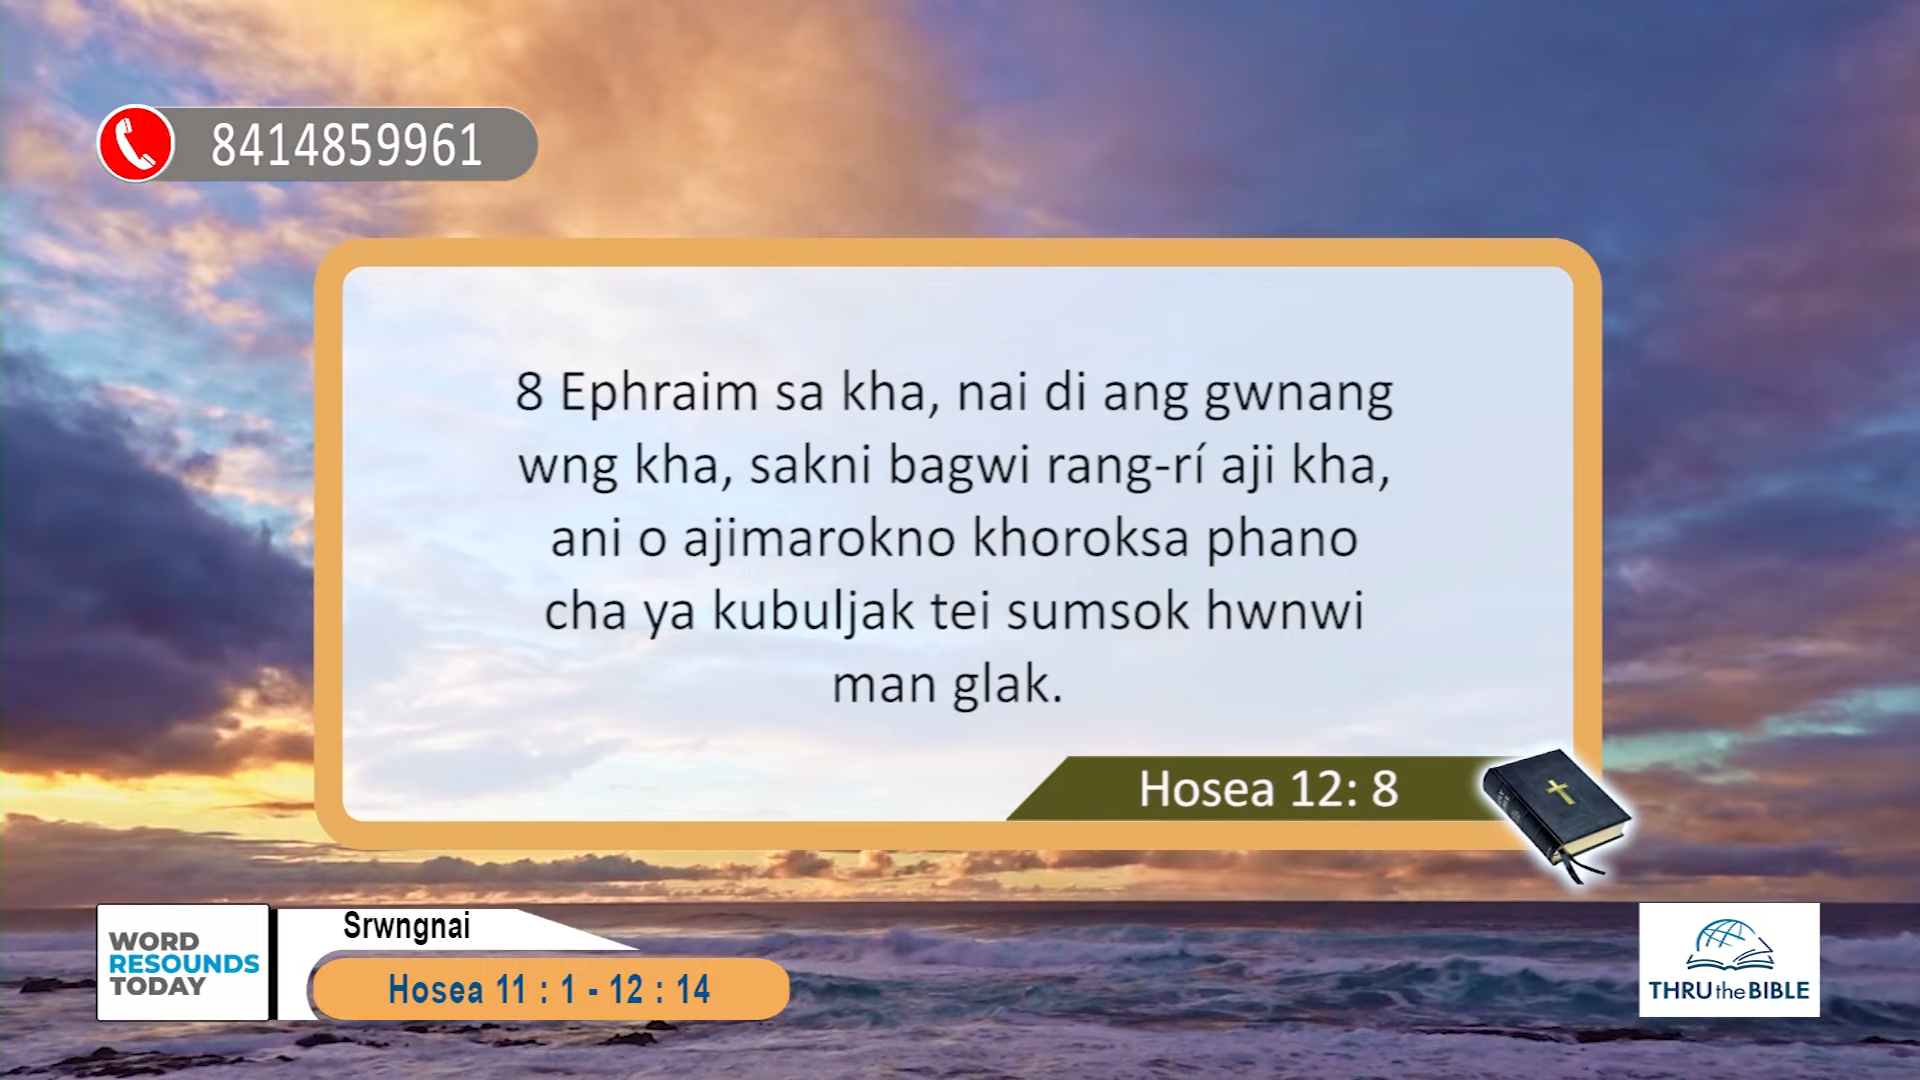 8414859961
8 Ephraim sa kha, nai di ang gwnang
wng kha, sakni bagwi rang-rí aji kha,
ani o ajimarokno khoroksa phano
cha ya kubuljak tei sumsok hwnwi
man glak.
Hosea 12: 8
WORD
RESOUNDS
TODAY
Srwngnai
Hosea 11 : 1 - 12 : 14
THRU the BIBLE